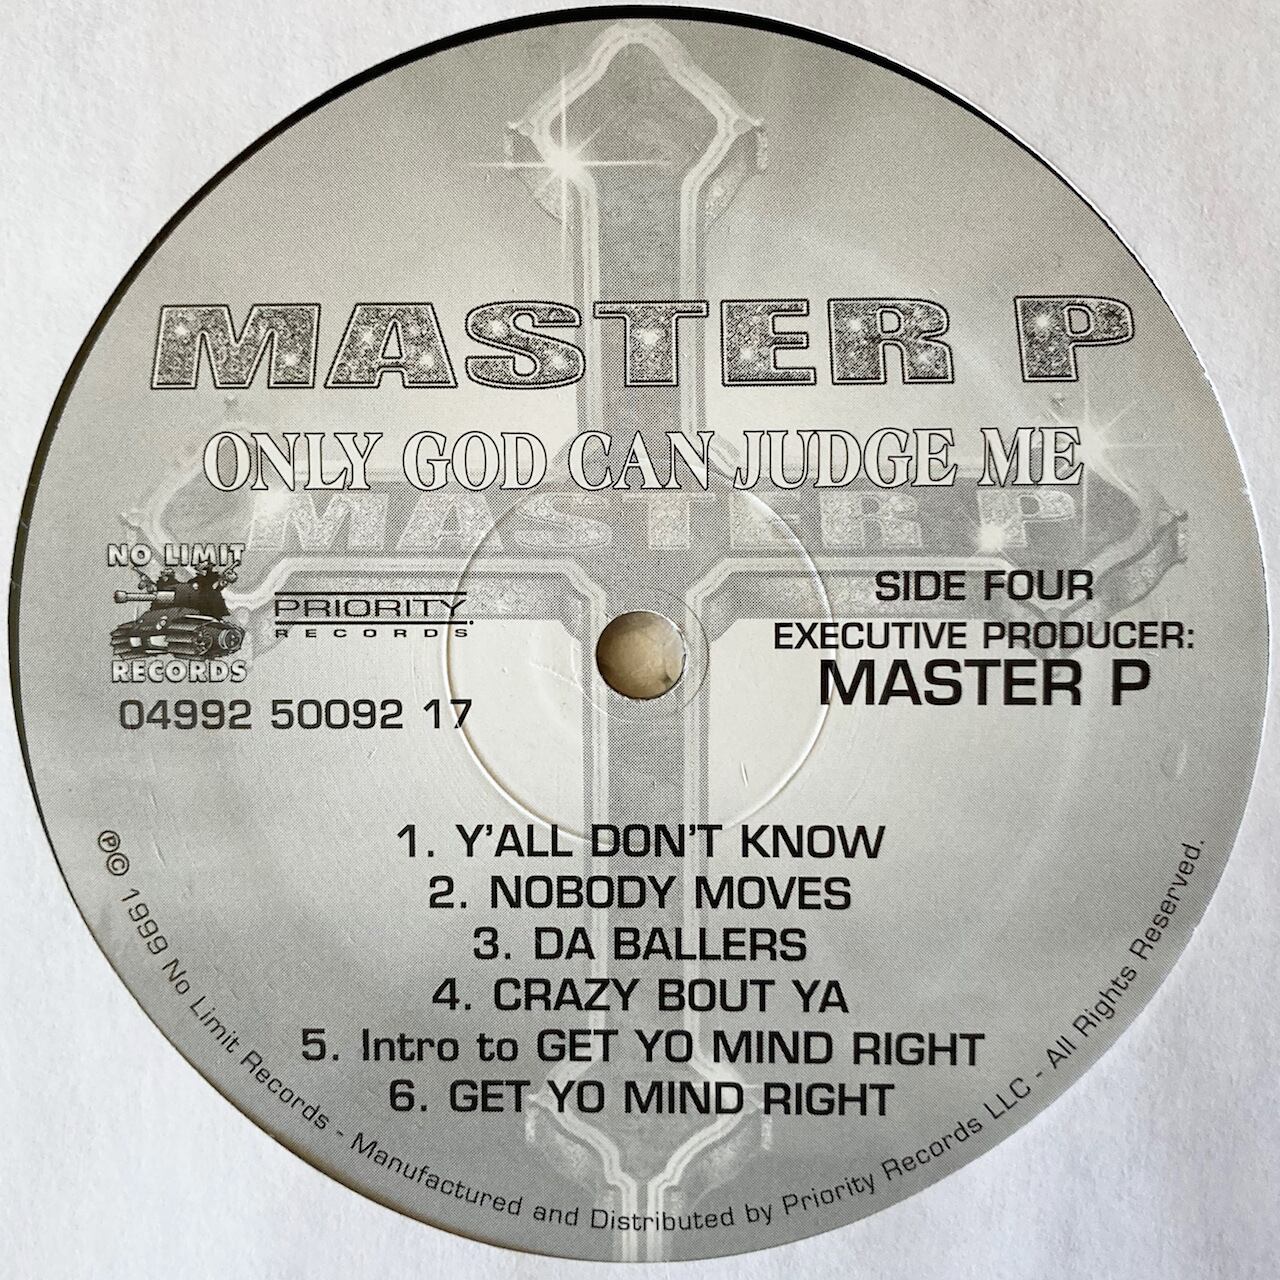 MASTER P
ONLY GOD CAN JUDGE ME
MASTER P
NO LIMIT
RECORDS
PRIORITY
RECORDS
04992 50092 17
SIDE FOUR
EXECUTIVE PRODUCER:
MASTER P
1. Y'ALL DON'T KNOW
2. NOBODY MOVES
3. DA BALLERS
4. CRAZY BOUT YA
5. Intro to GET YO MIND RIGHT
6. GET YO MIND RIGHT
℗© 1999 No Limit Records - Manufactured and Distributed by Priority Records LLC - All Rights Reserved.